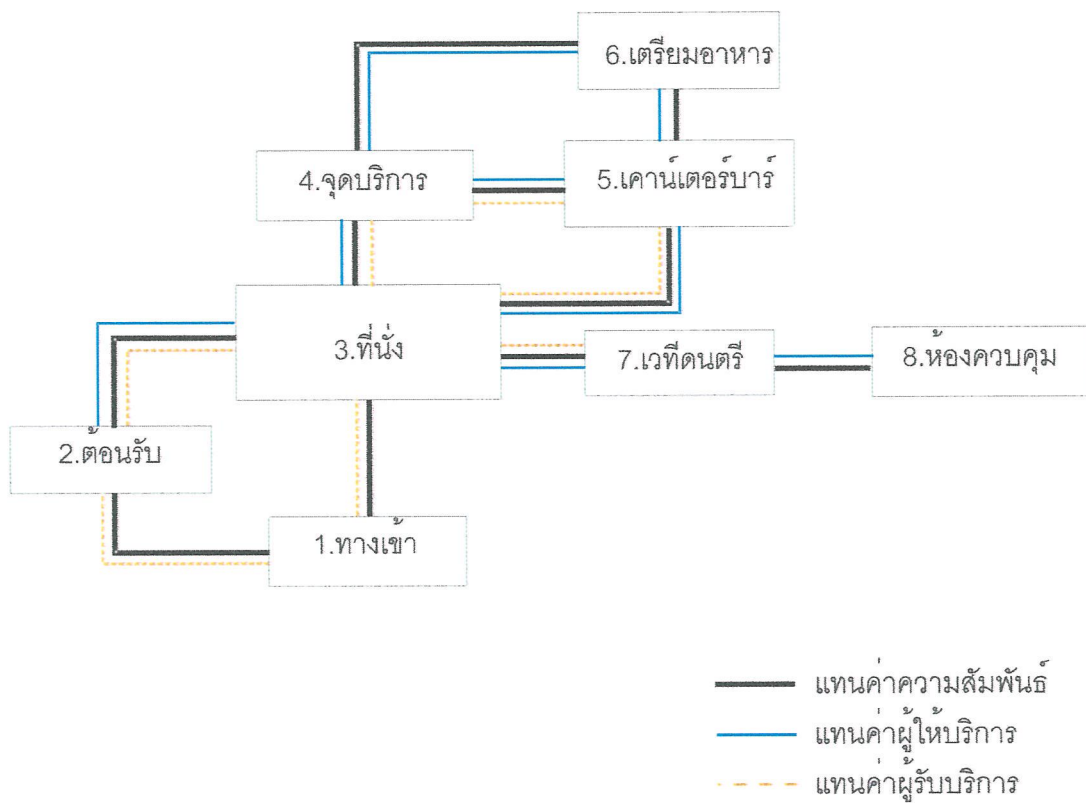 6.เตรียมอาหาร
4.จุดบริการ
5.เคาน์เตอร์บาร์
3.ที่นั่ง
7.เวทีดนตรี
8.ห้องควบคุม
2.ต้อนรับ
1.ทางเข้า
แทนค่าความสัมพันธ์
แทนค่าผู้ให้บริการ
แทนค่าผู้รับบริการ